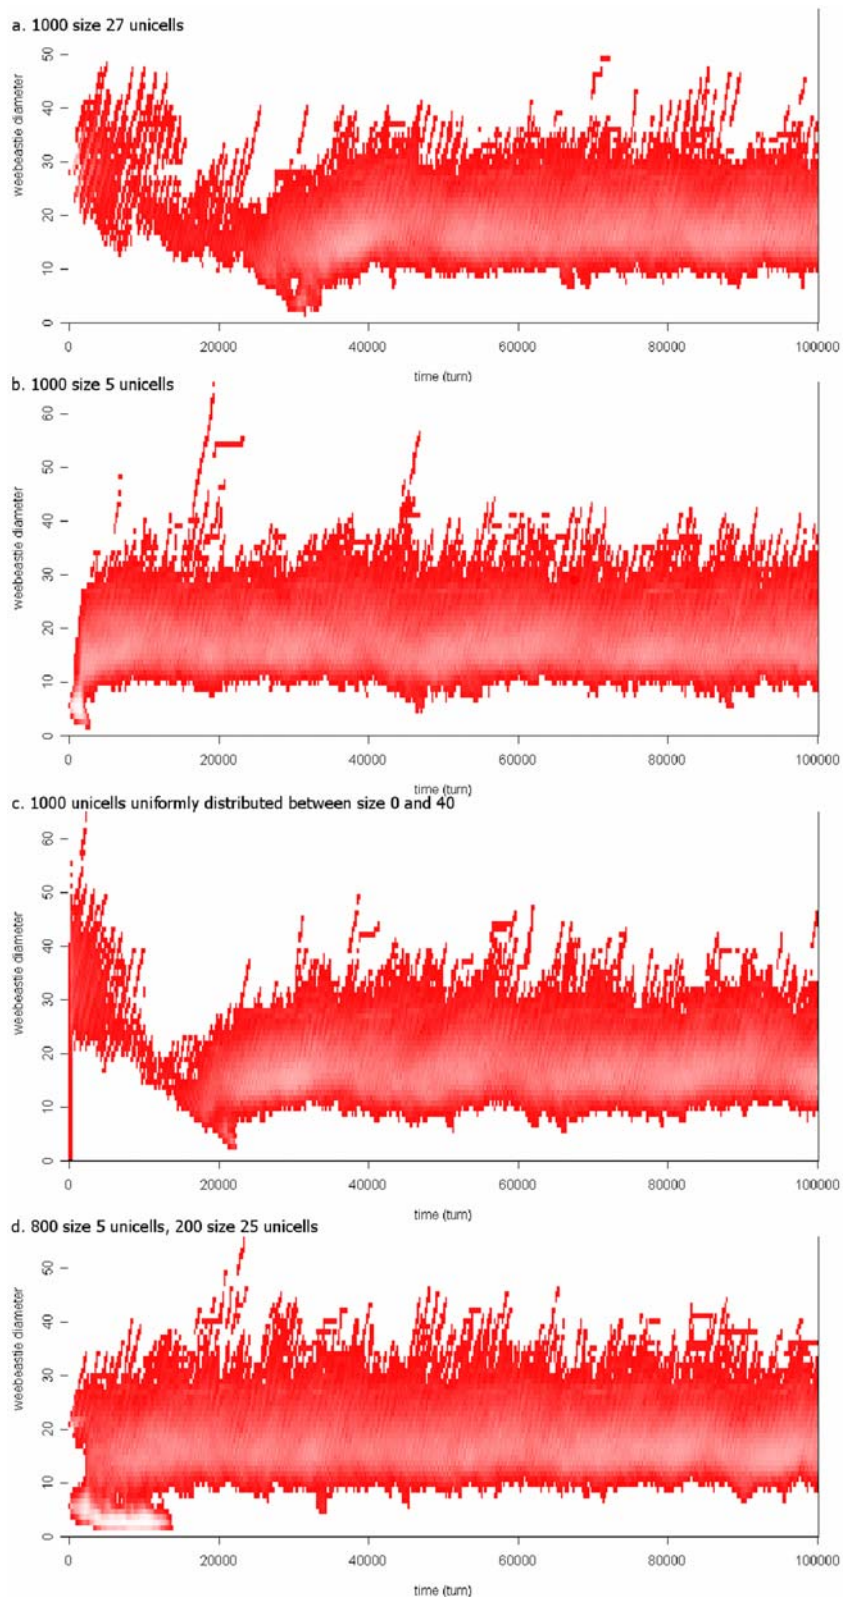 a. 1000 size 27 unicells
50
40
30
20
10
0
weebeastie diameter
0 20000 40000 60000 80000 100000
time (turn)
b. 1000 size 5 unicells
60
50
40
30
20
10
0
weebeastie diameter
0 20000 40000 60000 80000 100000
time (turn)
c. 1000 unicells uniformly distributed between size 0 and 40
60
50
40
30
20
10
0
weebeastie diameter
0 20000 40000 60000 80000 100000
time (turn)
d. 800 size 5 unicells, 200 size 25 unicells
50
40
30
20
10
0
weebeastie diameter
0 20000 40000 60000 80000 100000
time (turn)